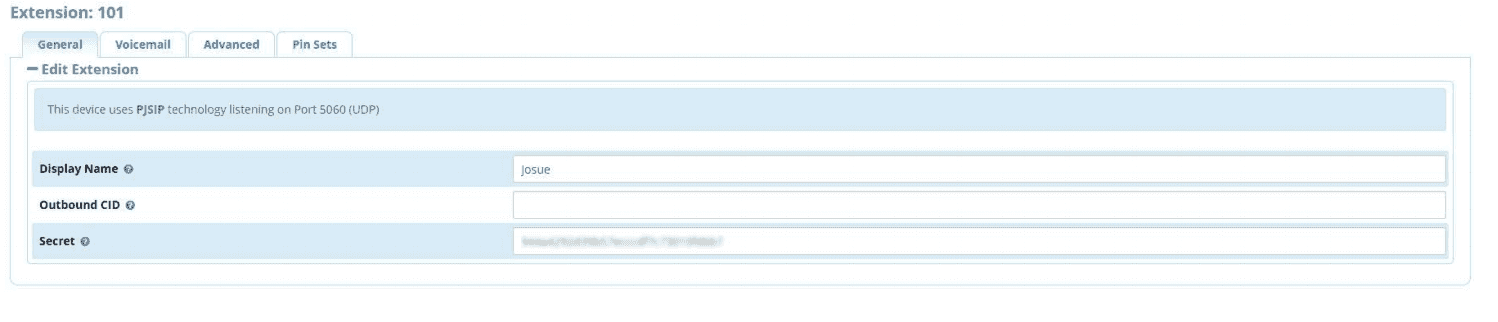 Extension: 101
General Voicemail Advanced Pin Sets
Edit Extension
This device uses PJSIP technology listening on Port 5060 (UDP)
Display Name Josue
Outbound CID
Secret